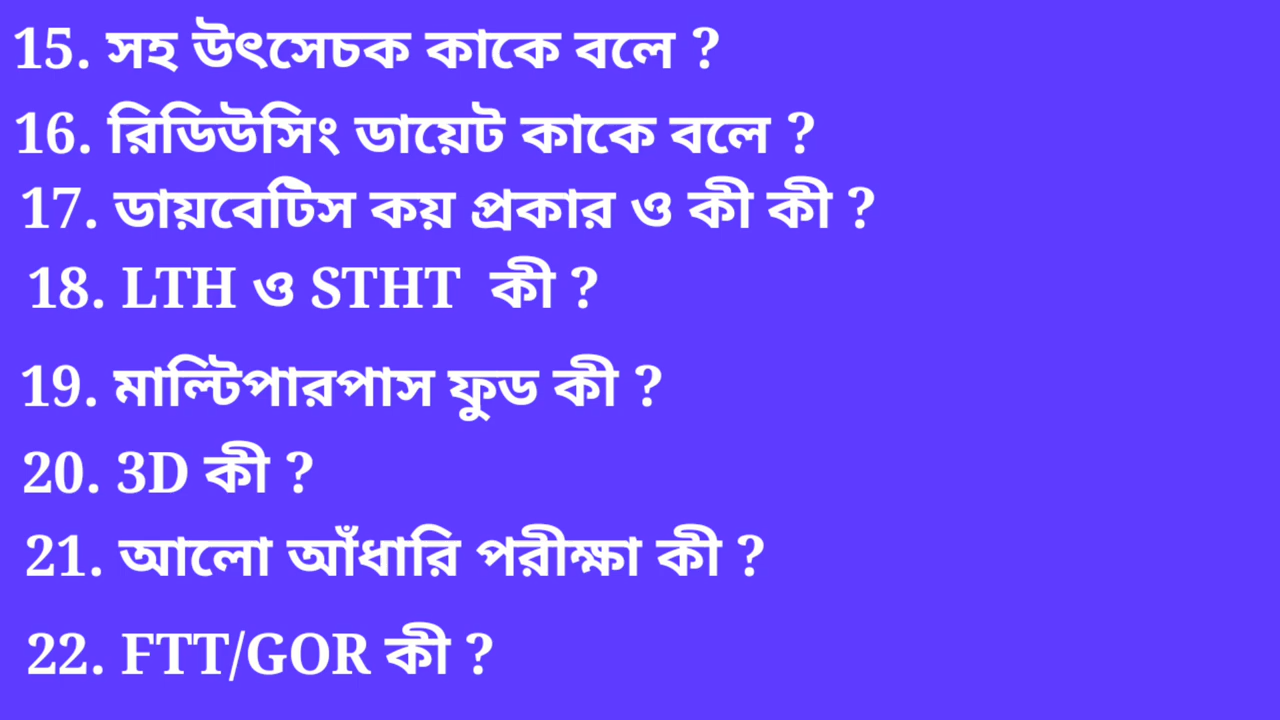 15. সহ উৎসেচক কাকে বলে ?
16. রিডিউসিং ডায়েট কাকে বলে ?
17. ডায়বেটিস কয় প্রকার ও কী কী ?
18. LTH ও STHT কী ?
19. মাল্টিপারপাস ফুড কী ?
20. 3D কী ?
21. আলো আঁধারি পরীক্ষা কী ?
22. FTT/GOR কী ?